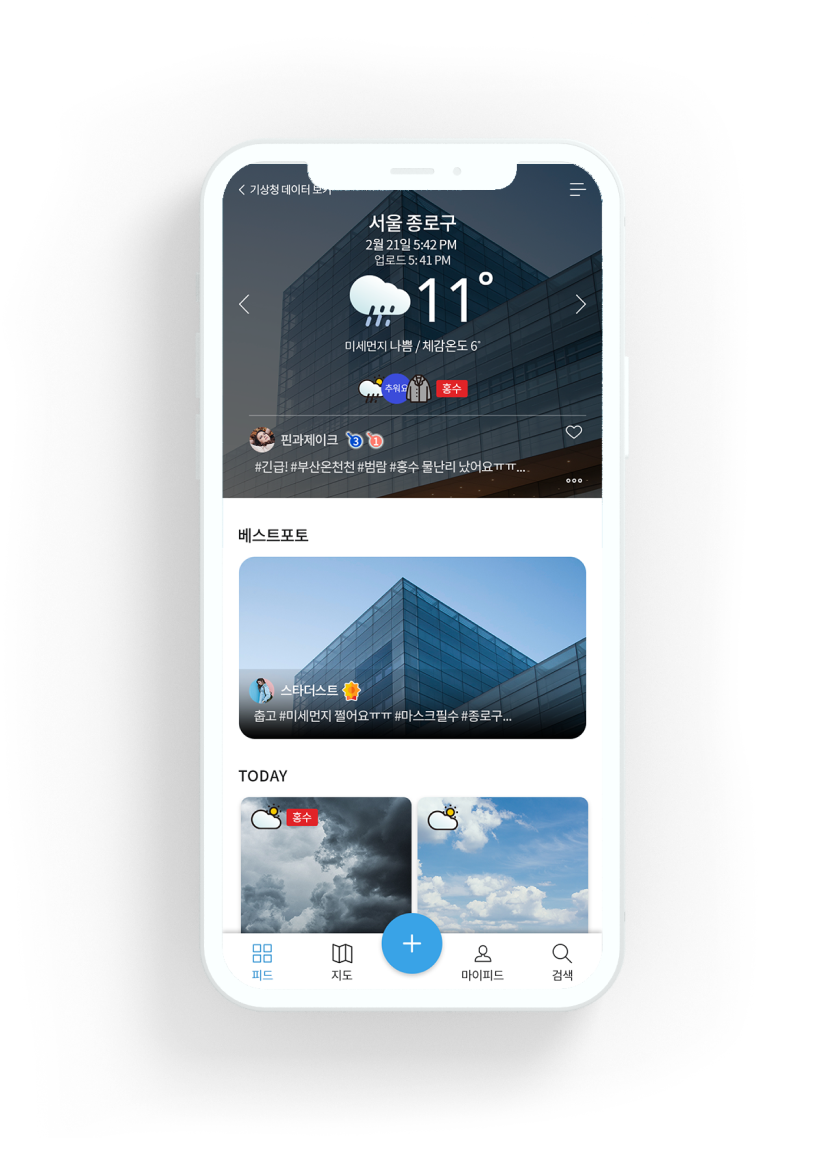 기상청 데이터 보기
서울 종로구
2월 21일 5:42 PM
업로드 5: 41 PM
11°
미세먼지 나쁨 / 체감온도 6°
추워요
홍수
핀과제이크 3 1
#긴급! #부산온천천 #범람 #홍수 물난리 났어요ㅠㅠ...
베스트포토
스타더스트
춥고 #미세먼지 쩔어요ㅠㅠ #마스크필수 #종로구...
TODAY
홍수
피드
지도
마이피드
검색